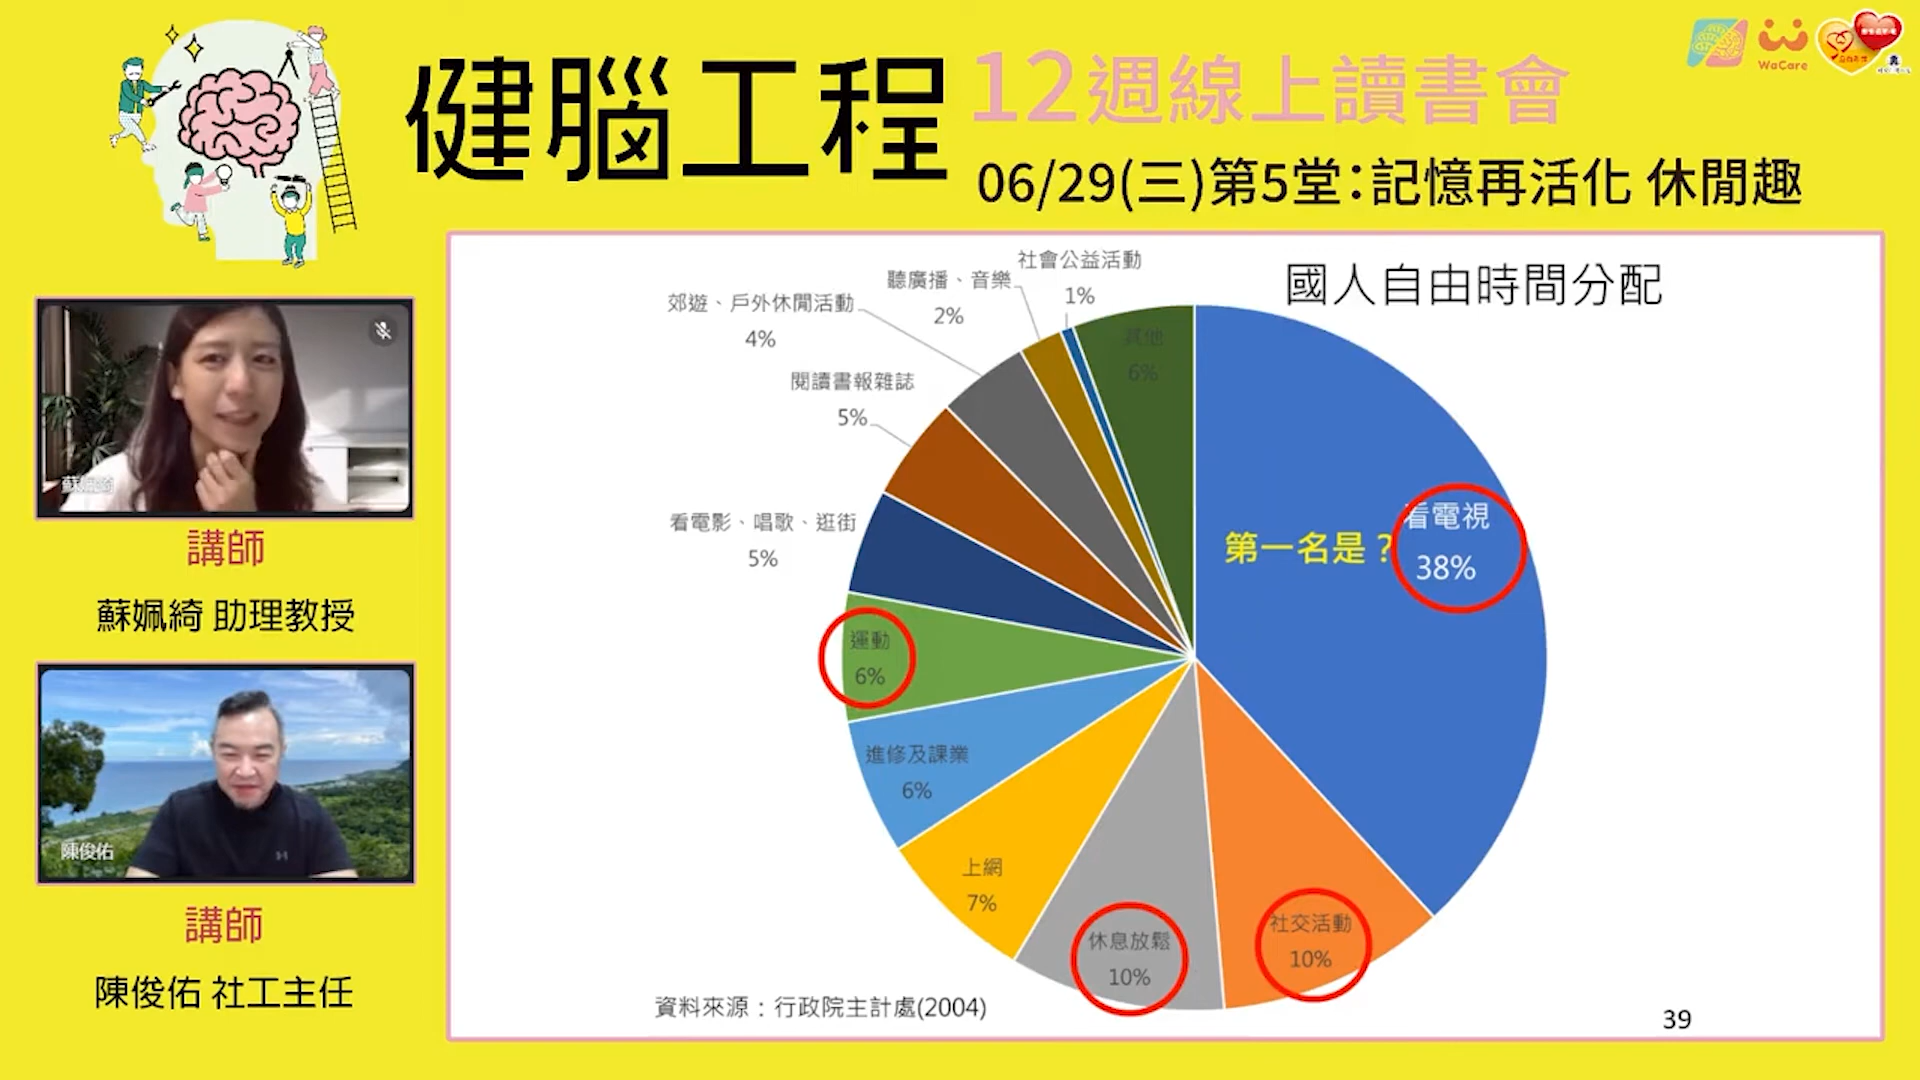 健腦工程
12週線上讀書會
06/29(三)第5堂：記憶再活化 休閒趣
WaCare
講師
蘇姵綺 助理教授
陳俊佑
講師
陳俊佑 社工主任
國人自由時間分配
社會公益活動
1%
聽廣播、音樂
2%
郊遊、戶外休閒活動
4%
閱讀書報雜誌
5%
看電影、唱歌、逛街
5%
其他
6%
第一名是？
看電視
38%
運動
6%
進修及課業
6%
上網
7%
休息放鬆
10%
社交活動
10%
資料來源：行政院主計處(2004)
39